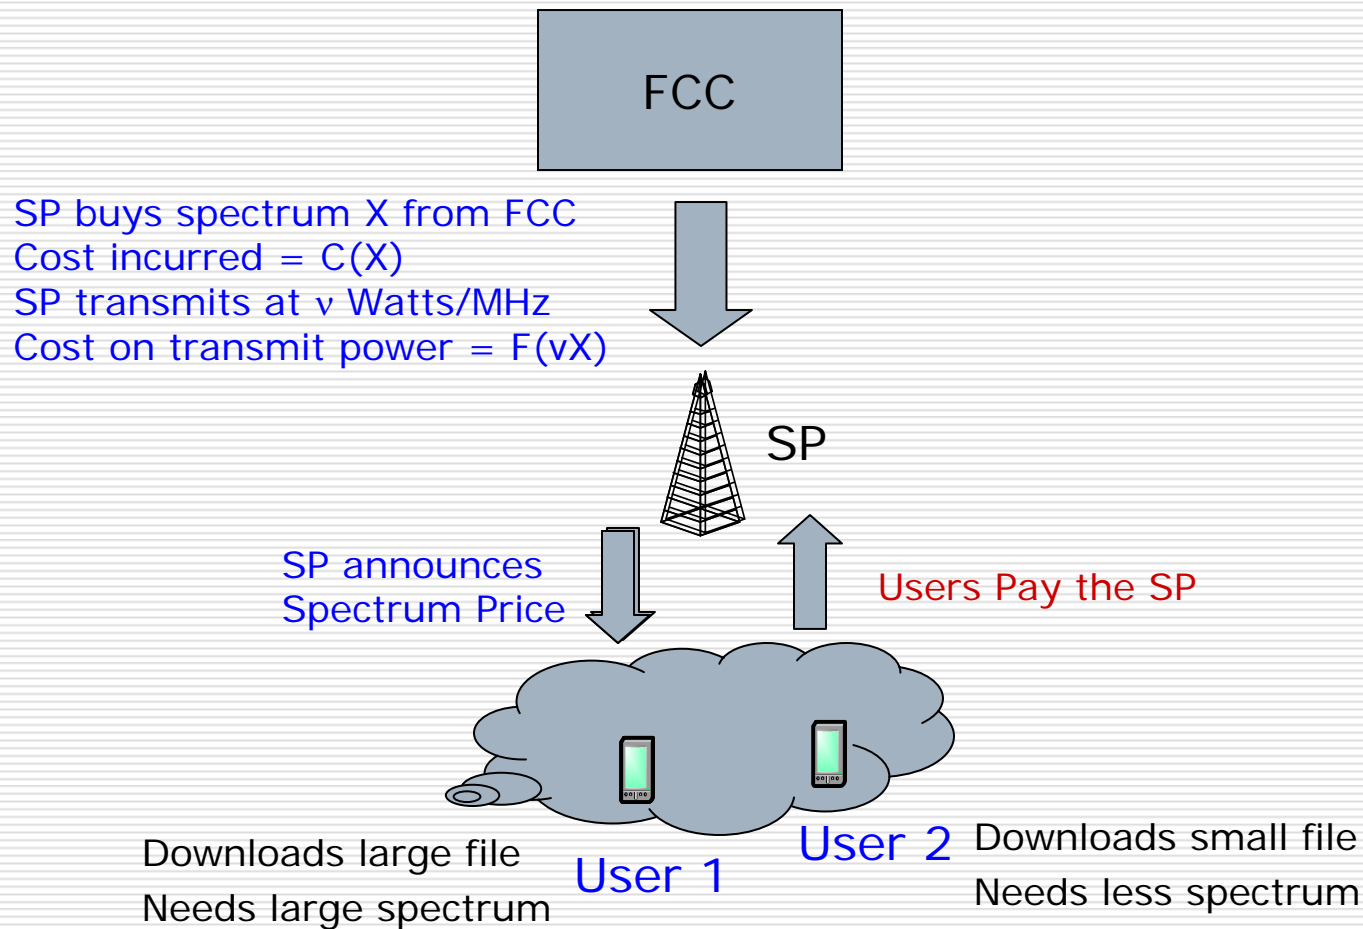 FCC
SP buys spectrum X from FCC
Cost incurred = C(X)
SP transmits at ν Watts/MHz
Cost on transmit power = F(vX)
SP
SP announces
Spectrum Price
Users Pay the SP
Downloads large file
Needs large spectrum
User 1
User 2
Downloads small file
Needs less spectrum